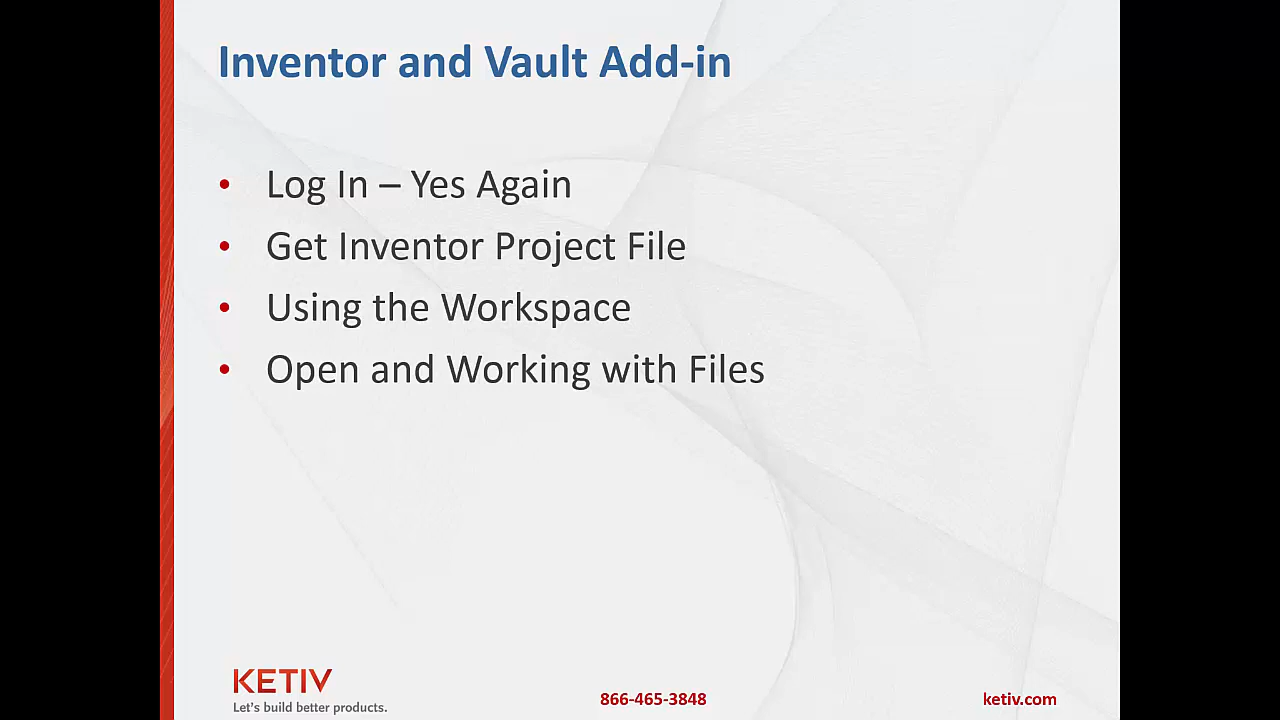 Inventor and Vault Add-in
• Log In – Yes Again
• Get Inventor Project File
• Using the Workspace
• Open and Working with Files
KETIV
Let's build better products.
866-465-3848
ketiv.com